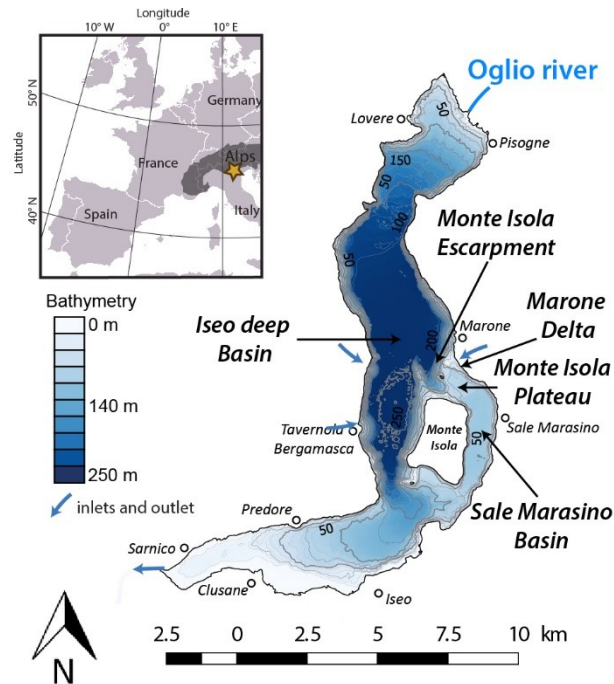 Longitude
10° W
0°
10° E
Latitude
50° N
40° N
Germany
France
Alps
Spain
Italy
Oglio river
Lovere
50
Pisogne
150
50
100
50
Monte Isola
Escarpment
Bathymetry
0 m
140 m
250 m
inlets and outlet
Iseo deep
Basin
200
Marone
Marone
Delta
Monte Isola
Plateau
250
Tavernola
Bergamasca
Monte
Isola
50
Sale Marasino
Sale Marasino
Basin
Predore
50
Sarnico
Clusane
Iseo
N
2.5 0 2.5 5 10 km